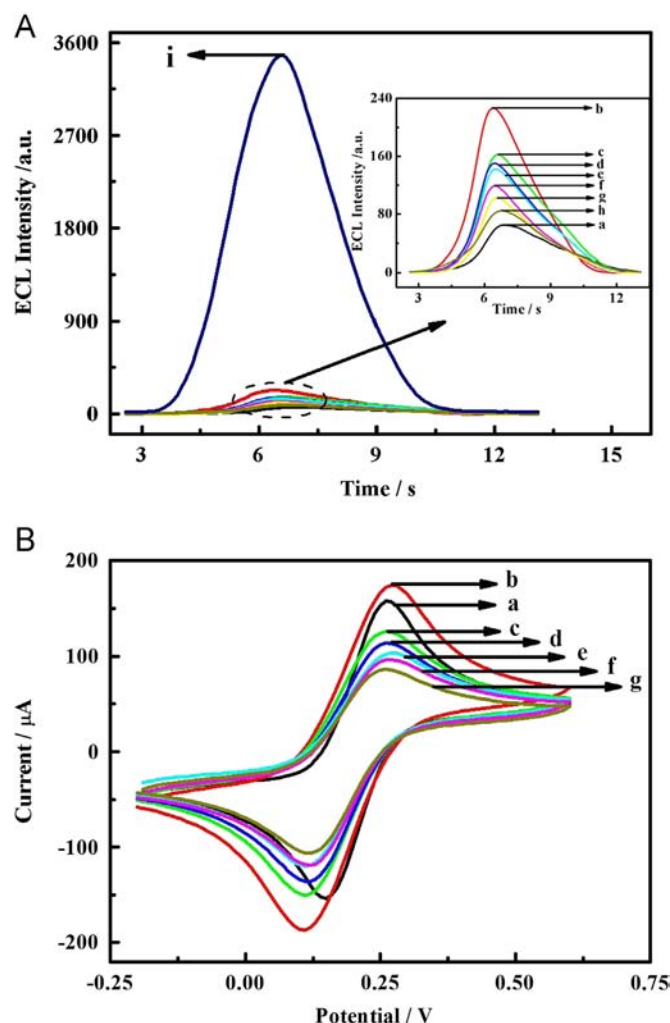 A
3600
2700
1800
900
0
ECL Intensity /a.u.
i
240
160
80
0
ECL Intensity /a.u.
b
c
d
e
f
g
h
a
3 6 9 12
Time / s
3 6 9 12 15
Time / s
B
200
100
0
-100
-200
Current / μA
b
a
c
d
e
f
g
-0.25 0.00 0.25 0.50 0.75
Potential / V